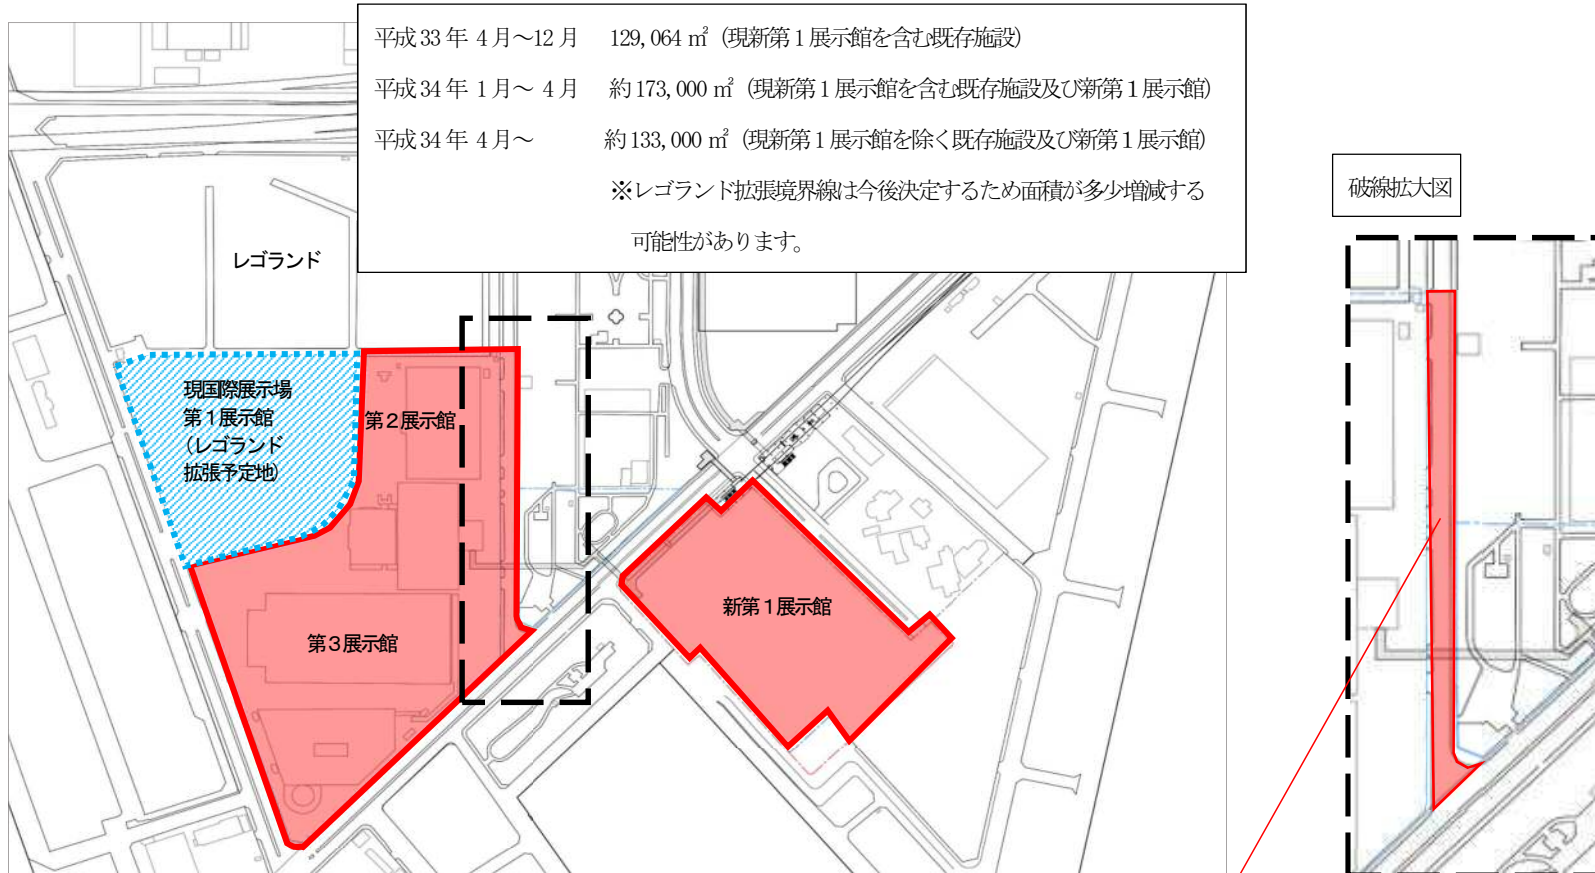 平成33年 4月～12月 129,064㎡（現新第1展示館を含む既存施設）
平成34年 1月～ 4月 約173,000㎡（現新第1展示館を含む既存施設及び新第1展示館）
平成34年 4月～ 約133,000㎡（現新第1展示館を除く既存施設及び新第1展示館）
※レゴランド拡張境界線は今後決定するため面積が多少増減する
可能性があります。
破線拡大図
レゴランド
現国際展示場
第1展示館
（レゴランド
拡張予定地）
第2展示館
新第1展示館
第3展示館